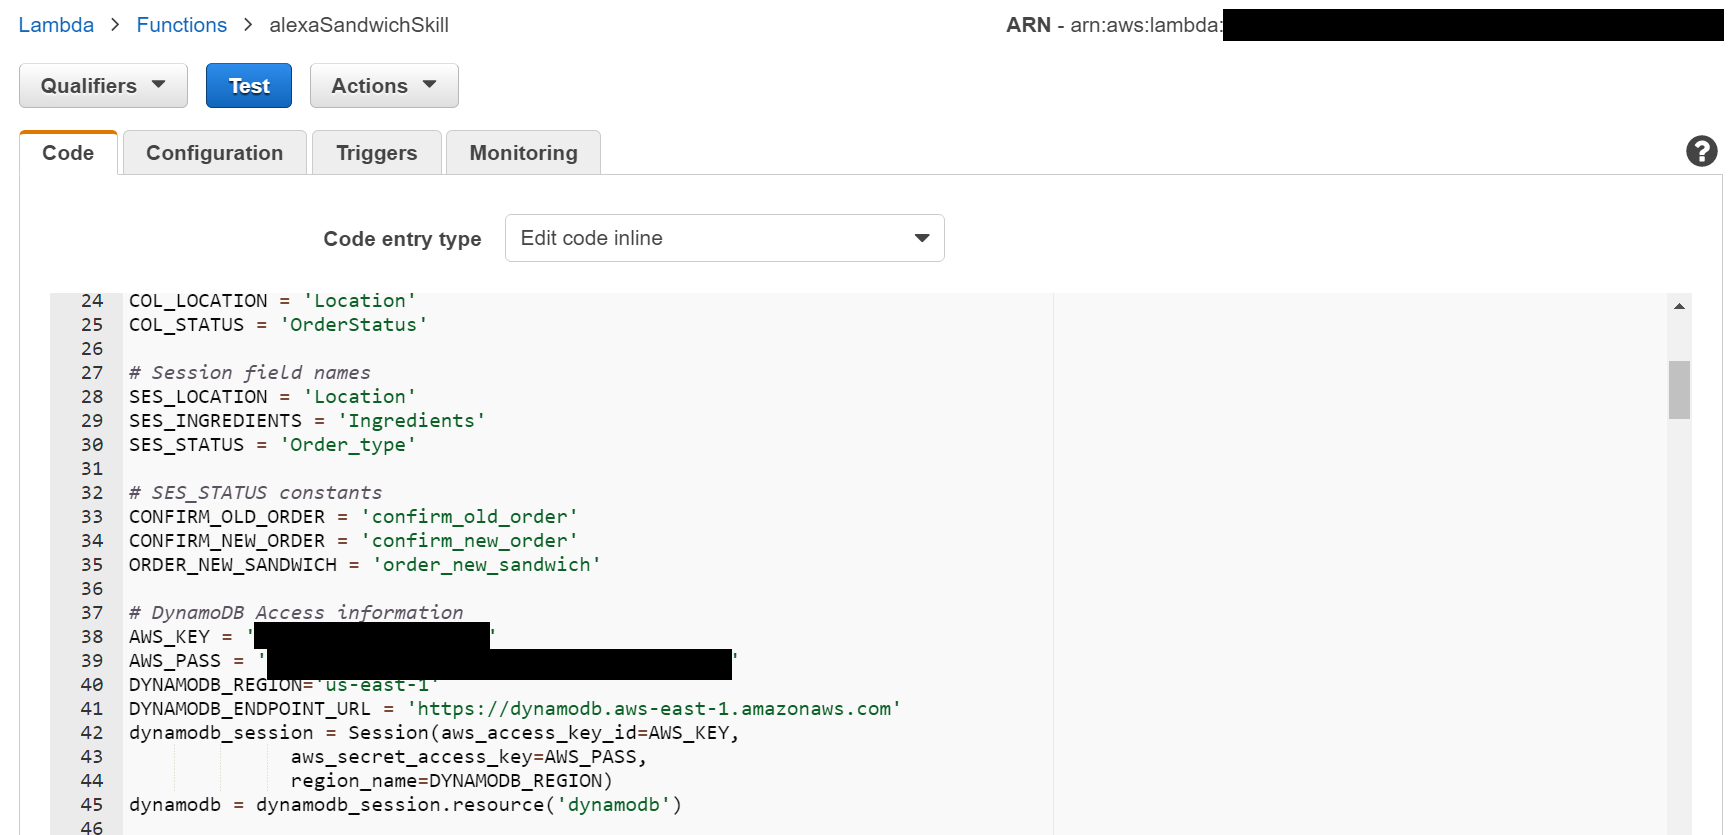 Lambda > Functions > alexaSandwichSkill
ARN - arn:aws:lambda:
Qualifiers
Test
Actions
Code
Configuration
Triggers
Monitoring
?
Code entry type
Edit code inline
24 COL_LOCATION = 'Location'
25 COL_STATUS = 'OrderStatus'
26
27 # Session field names
28 SES_LOCATION = 'Location'
29 SES_INGREDIENTS = 'Ingredients'
30 SES_STATUS = 'Order_type'
31
32 # SES_STATUS constants
33 CONFIRM_OLD_ORDER = 'confirm_old_order'
34 CONFIRM_NEW_ORDER = 'confirm_new_order'
35 ORDER_NEW_SANDWICH = 'order_new_sandwich'
36
37 # DynamoDB Access information
38 AWS_KEY = ' '
39 AWS_PASS = ' '
40 DYNAMODB_REGION='us-east-1'
41 DYNAMODB_ENDPOINT_URL = 'https://dynamodb.aws-east-1.amazonaws.com'
42 dynamodb_session = Session(aws_access_key_id=AWS_KEY,
43 aws_secret_access_key=AWS_PASS,
44 region_name=DYNAMODB_REGION)
45 dynamodb = dynamodb_session.resource('dynamodb')
46